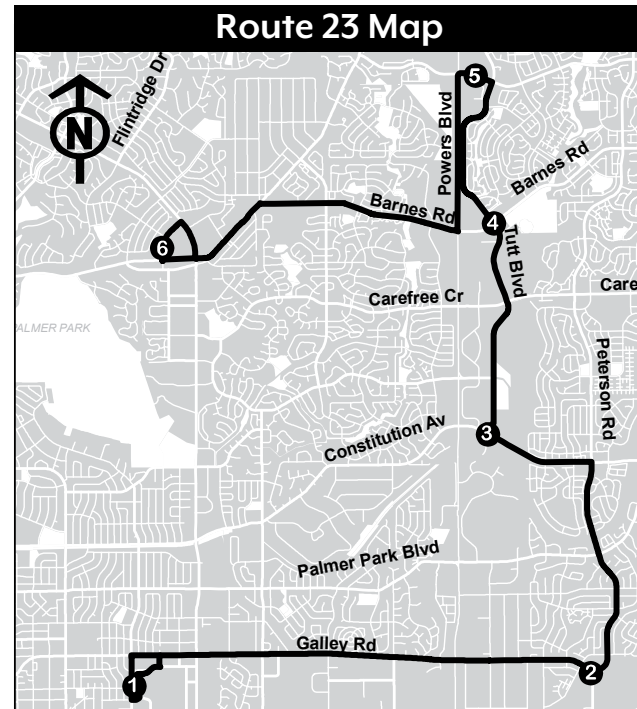 Route 23 Map
Flintridge Dr
N
5
Powers Blvd
Barnes Rd
Barnes Rd
4
6
Tutt Blvd
Carefree Cr
Care
PALMER PARK
Peterson Rd
Constitution Av
3
Palmer Park Blvd
Galley Rd
1
2